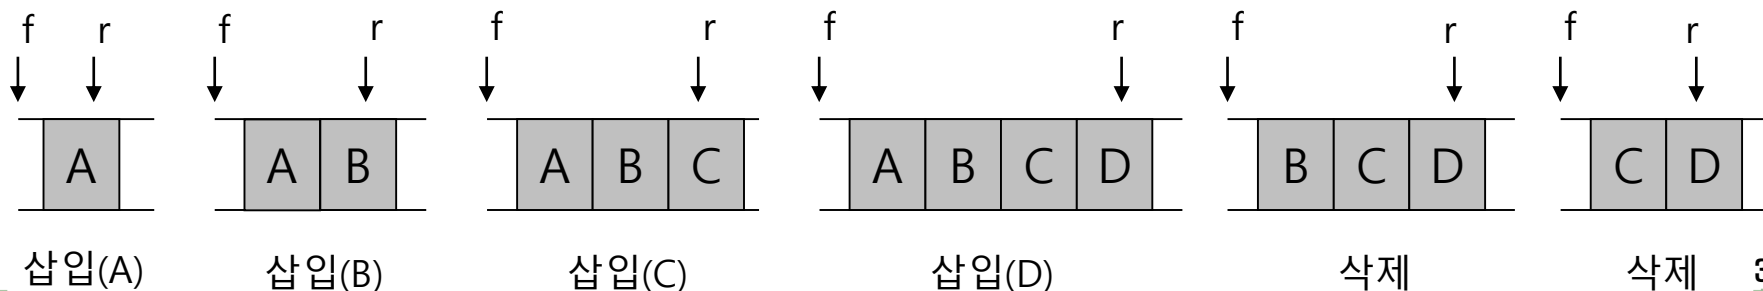 f r f r f r f r f r f r
A A B A B C A B C D B C D C D
삽입(A) 삽입(B) 삽입(C) 삽입(D) 삭제 삭제